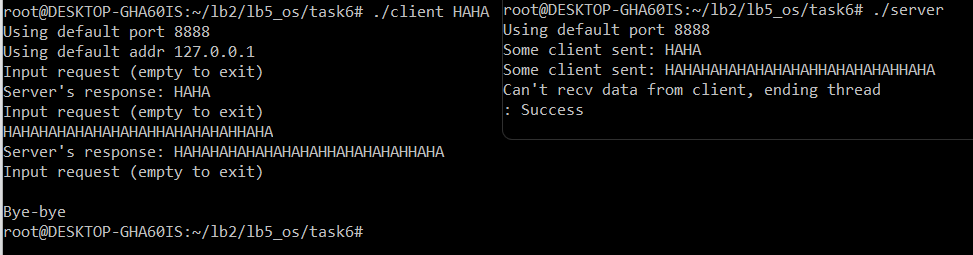 root@DESKTOP-GHA60IS:~/lb2/lb5_os/task6# ./client HAHA
Using default port 8888
Using default addr 127.0.0.1
Input request (empty to exit)
Server's response: HAHA
Input request (empty to exit)
HAHAHAHAHAHAHAHAHHAHAHAHAHHAHA
Server's response: HAHAHAHAHAHAHAHAHHAHAHAHAHHAHA
Input request (empty to exit)
Bye-bye
root@DESKTOP-GHA60IS:~/lb2/lb5_os/task6#
root@DESKTOP-GHA60IS:~/lb2/lb5_os/task6# ./server
Using default port 8888
Some client sent: HAHA
Some client sent: HAHAHAHAHAHAHAHAHHAHAHAHAHHAHA
Can't recv data from client, ending thread
: Success